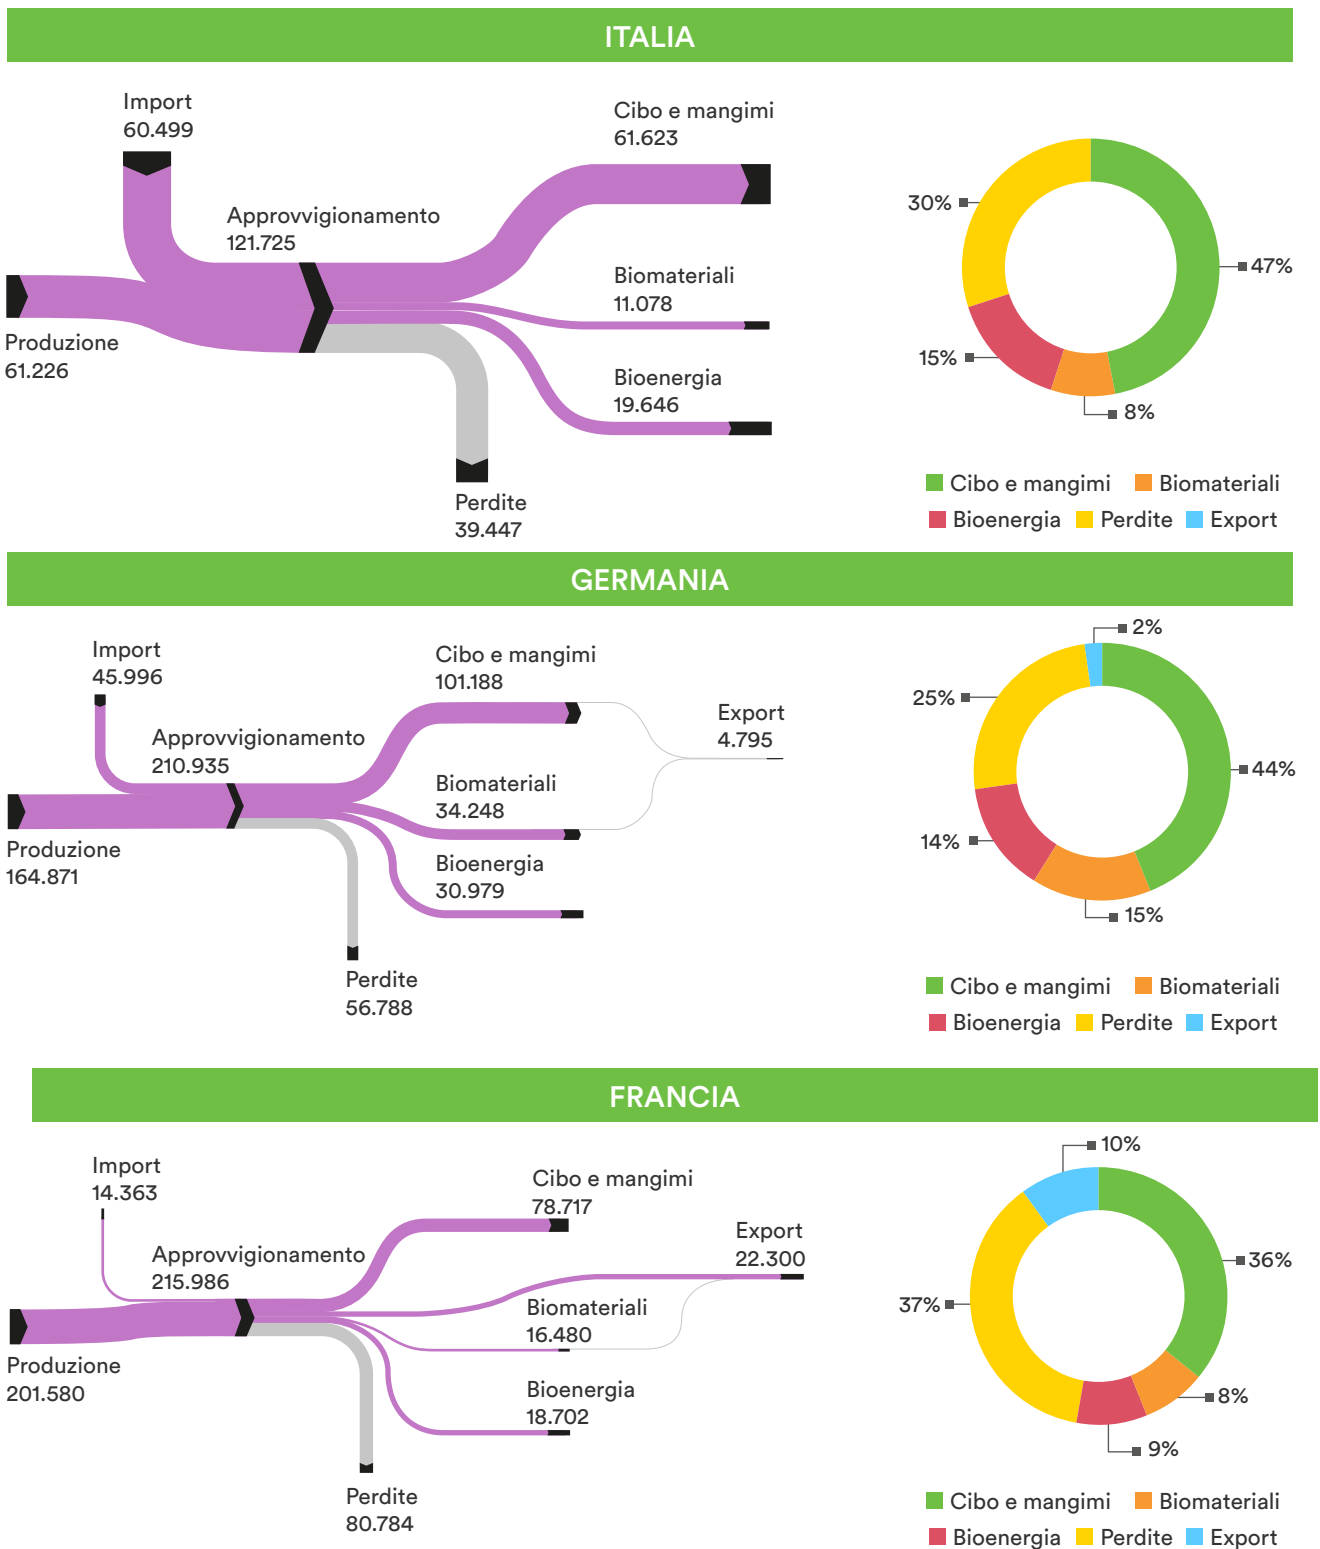 ITALIA
Import
60.499
Cibo e mangimi
61.623
Approvvigionamento
121.725
Biomateriali
11.078
Produzione
61.226
Bioenergia
19.646
Perdite
39.447
30%
47%
15%
8%
Cibo e mangimi
Biomateriali
Bioenergia
Perdite
Export
GERMANIA
Import
45.996
Cibo e mangimi
101.188
Export
4.795
Approvvigionamento
210.935
Biomateriali
34.248
Produzione
164.871
Bioenergia
30.979
Perdite
56.788
2%
25%
44%
14%
15%
Cibo e mangimi
Biomateriali
Bioenergia
Perdite
Export
FRANCIA
Import
14.363
Cibo e mangimi
78.717
Export
22.300
Approvvigionamento
215.986
Biomateriali
16.480
Produzione
201.580
Bioenergia
18.702
Perdite
80.784
10%
36%
37%
8%
9%
Cibo e mangimi
Biomateriali
Bioenergia
Perdite
Export